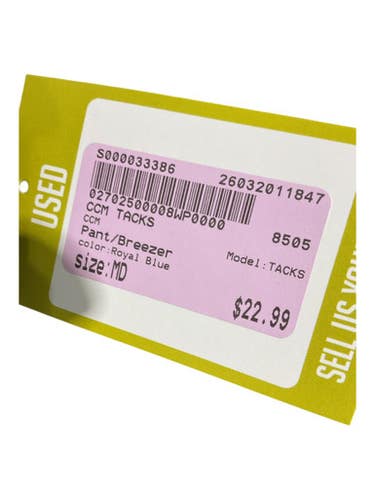 USED
S000033386 26032011847
02702500008WP0000
CCM TACKS 8505
CCM
Pant/Breezer Model:TACKS
color:Royal Blue
size:MD
$22.99
SELL US YOU